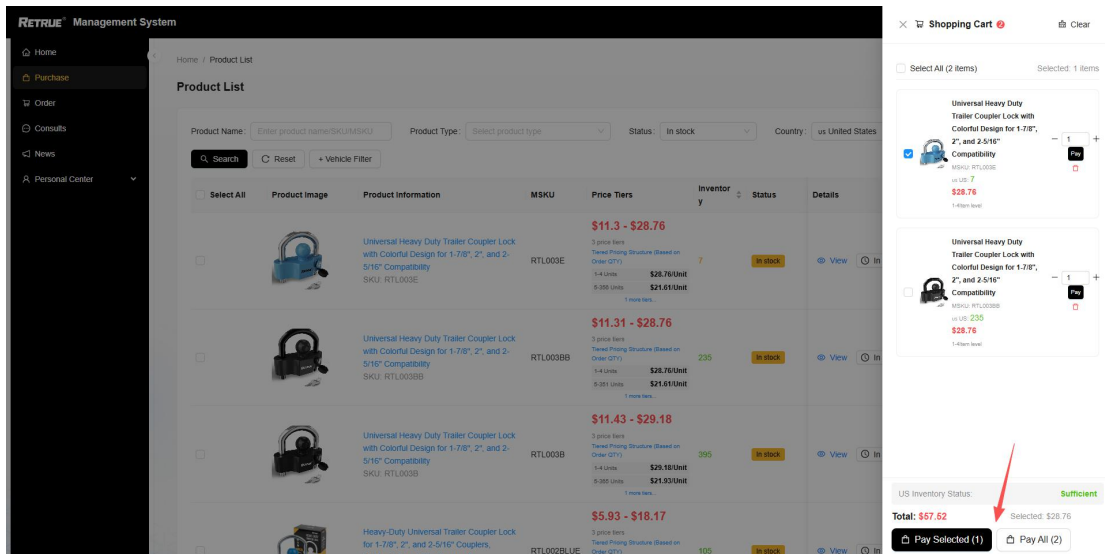 RETRUE® Management System
Home
Purchase
Order
Consults
News
Personal Center
Home / Product List
Product List
Product Name: Enter product name/SKU/MSKU
Product Type: Select product type
Status: In stock
Country: us United States
Search
Reset
+ Vehicle Filter
Select All
Product Image
Product Information
MSKU
Price Tiers
Inventor
y
Status
Details
Universal Heavy Duty Trailer Coupler Lock
with Colorful Design for 1-7/8", 2", and 2-
5/16" Compatibility
SKU: RTL003E
RTL003E
$11.3 - $28.76
3 price tiers
Tiered Pricing Structure (Based on
Order QTY)
1-4 Units $28.76/Unit
5-356 Units $21.61/Unit
1 more tiers...
7
In stock
View
In
Universal Heavy Duty Trailer Coupler Lock
with Colorful Design for 1-7/8", 2", and 2-
5/16" Compatibility
SKU: RTL003BB
RTL003BB
$11.31 - $28.76
3 price tiers
Tiered Pricing Structure (Based on
Order QTY)
1-4 Units $28.76/Unit
5-351 Units $21.61/Unit
1 more tiers...
235
In stock
View
In
Universal Heavy Duty Trailer Coupler Lock
with Colorful Design for 1-7/8", 2", and 2-
5/16" Compatibility
SKU: RTL003B
RTL003B
$11.43 - $29.18
3 price tiers
Tiered Pricing Structure (Based on
Order QTY)
1-4 Units $29.18/Unit
5-355 Units $21.93/Unit
1 more tiers...
395
In stock
View
In
Heavy-Duty Universal Trailer Coupler Lock
for 1-7/8", 2", and 2-5/16" Couplers,
RTL002BLUE
$5.93 - $18.17
3 price tiers
Tiered Pricing Structure (Based on
Order QTY)
105
In stock
View
In
Shopping Cart 2
Clear
Select All (2 items)
Selected: 1 items
Universal Heavy Duty
Trailer Coupler Lock with
Colorful Design for 1-7/8",
2", and 2-5/16"
Compatibility
MSKU: RTL003E
us US: 7
$28.76
1-4item level
− 1 +
Pay
Universal Heavy Duty
Trailer Coupler Lock with
Colorful Design for 1-7/8",
2", and 2-5/16"
Compatibility
MSKU: RTL003BB
us US: 235
$28.76
1-4item level
− 1 +
Pay
US Inventory Status: Sufficient
Total: $57.52
Selected: $28.76
Pay Selected (1)
Pay All (2)